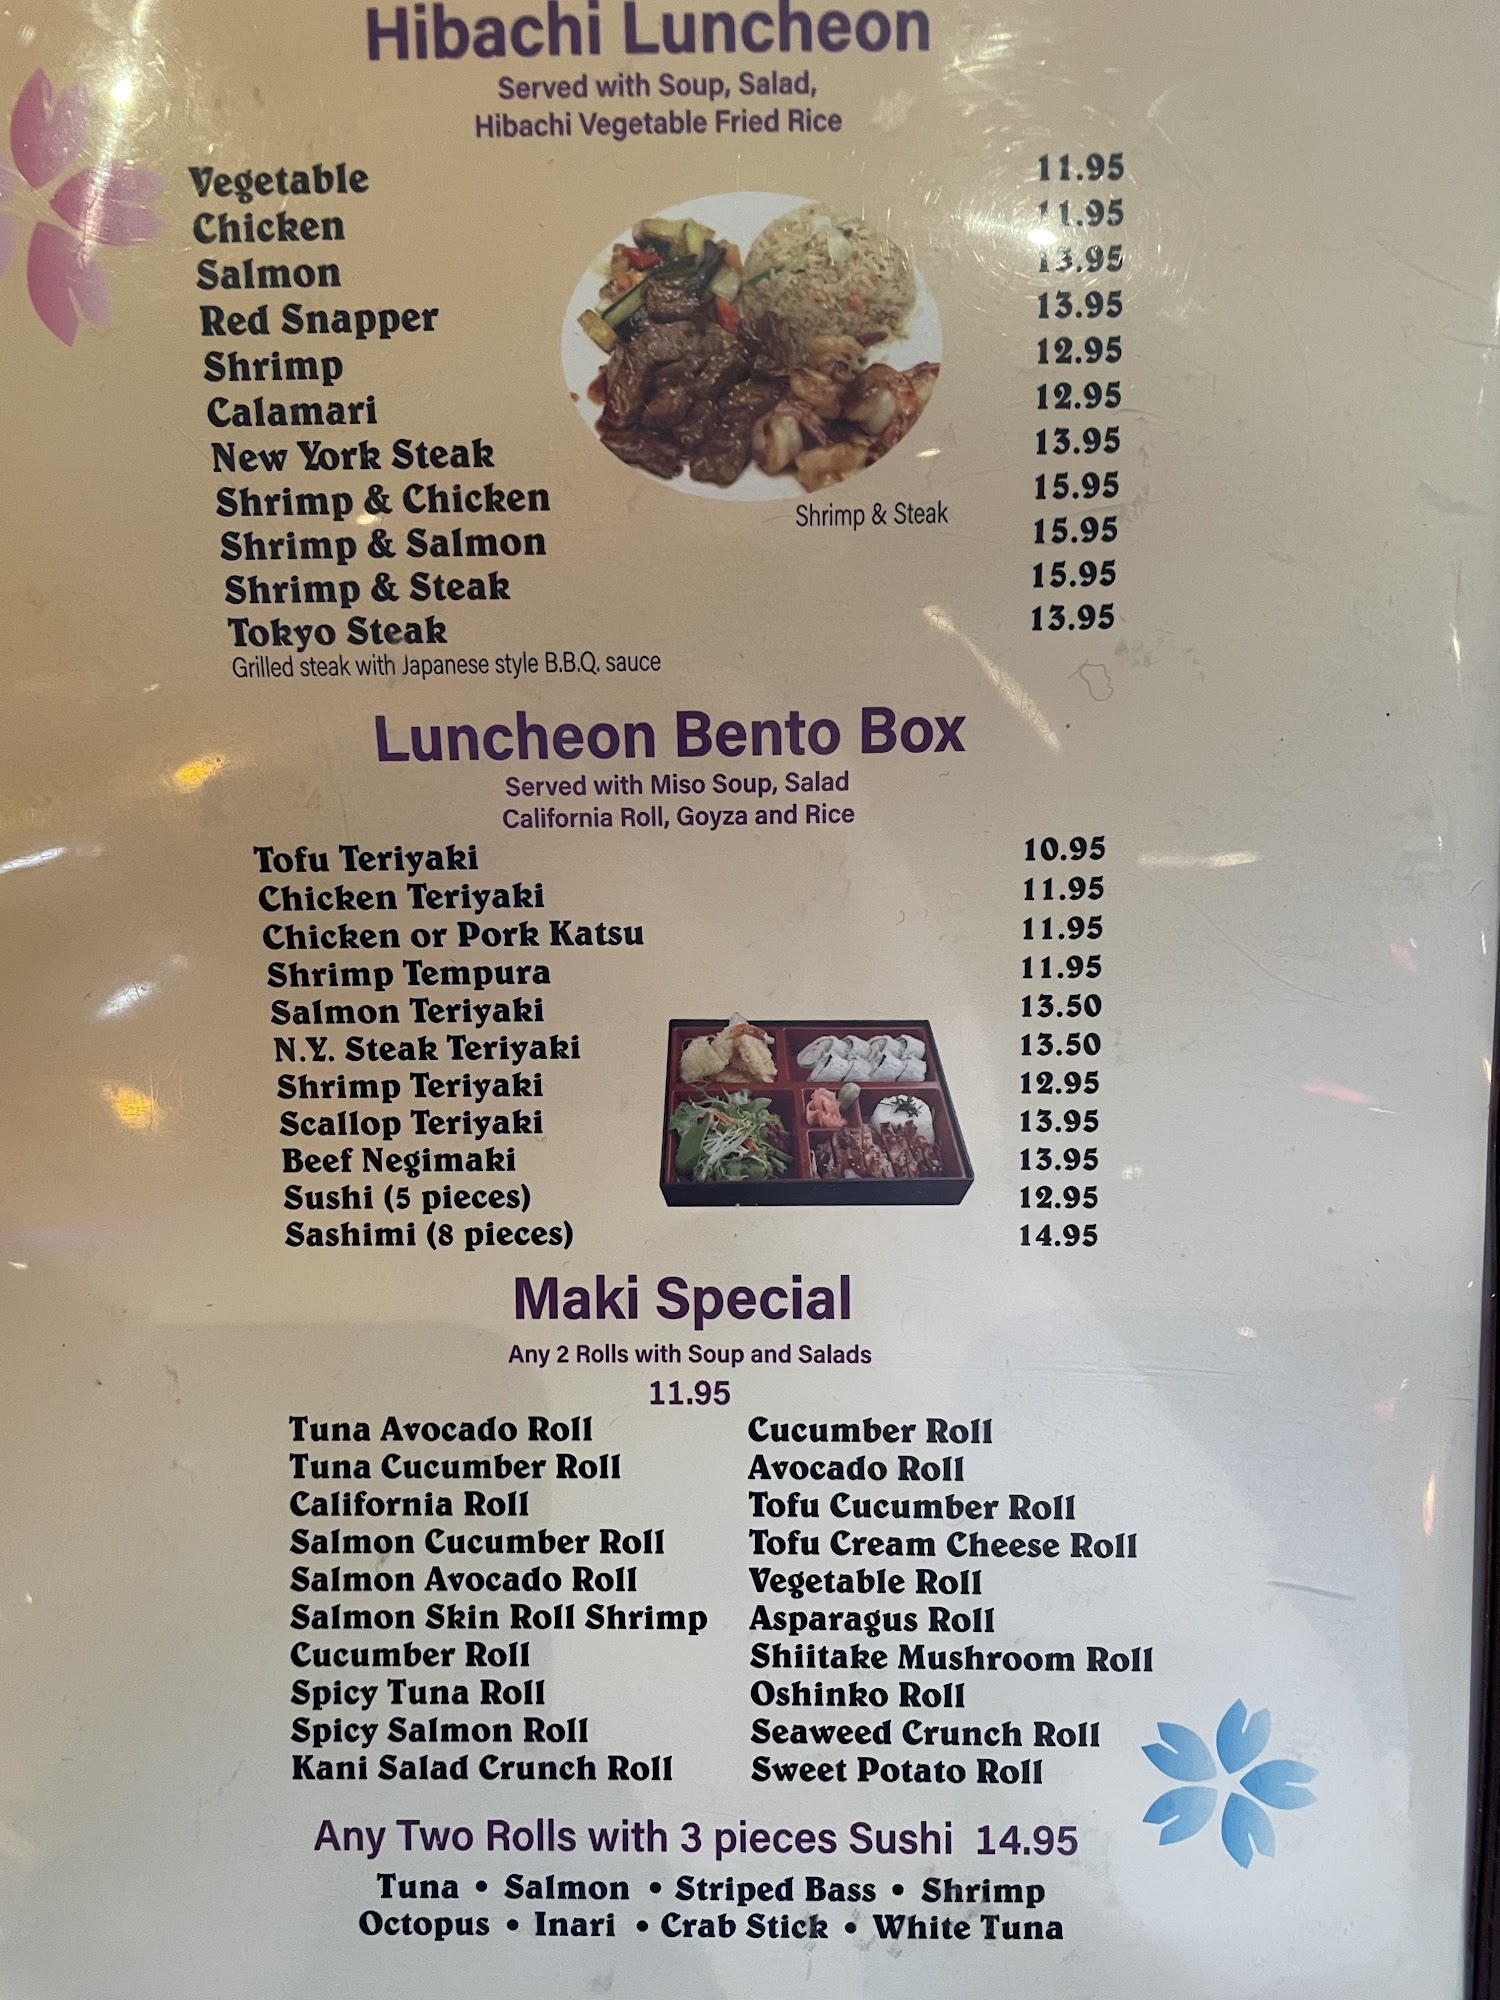 Hibachi Luncheon
Served with Soup, Salad,
Hibachi Vegetable Fried Rice
Vegetable 11.95
Chicken 11.95
Salmon 13.95
Red Snapper 13.95
Shrimp 12.95
Calamari 12.95
New York Steak 13.95
Shrimp & Chicken 15.95
Shrimp & Salmon 15.95
Shrimp & Steak 15.95
Tokyo Steak 13.95
Grilled steak with Japanese style B.B.Q. sauce
Shrimp & Steak
Luncheon Bento Box
Served with Miso Soup, Salad
California Roll, Goyza and Rice
Tofu Teriyaki 10.95
Chicken Teriyaki 11.95
Chicken or Pork Katsu 11.95
Shrimp Tempura 11.95
Salmon Teriyaki 13.50
N.Y. Steak Teriyaki 13.50
Shrimp Teriyaki 12.95
Scallop Teriyaki 13.95
Beef Negimaki 13.95
Sushi (5 pieces) 12.95
Sashimi (8 pieces) 14.95
Maki Special
Any 2 Rolls with Soup and Salads
11.95
Tuna Avocado Roll
Tuna Cucumber Roll
California Roll
Salmon Cucumber Roll
Salmon Avocado Roll
Salmon Skin Roll Shrimp
Cucumber Roll
Spicy Tuna Roll
Spicy Salmon Roll
Kani Salad Crunch Roll
Cucumber Roll
Avocado Roll
Tofu Cucumber Roll
Tofu Cream Cheese Roll
Vegetable Roll
Asparagus Roll
Shiitake Mushroom Roll
Oshinko Roll
Seaweed Crunch Roll
Sweet Potato Roll
Any Two Rolls with 3 pieces Sushi 14.95
Tuna • Salmon • Striped Bass • Shrimp
Octopus • Inari • Crab Stick • White Tuna